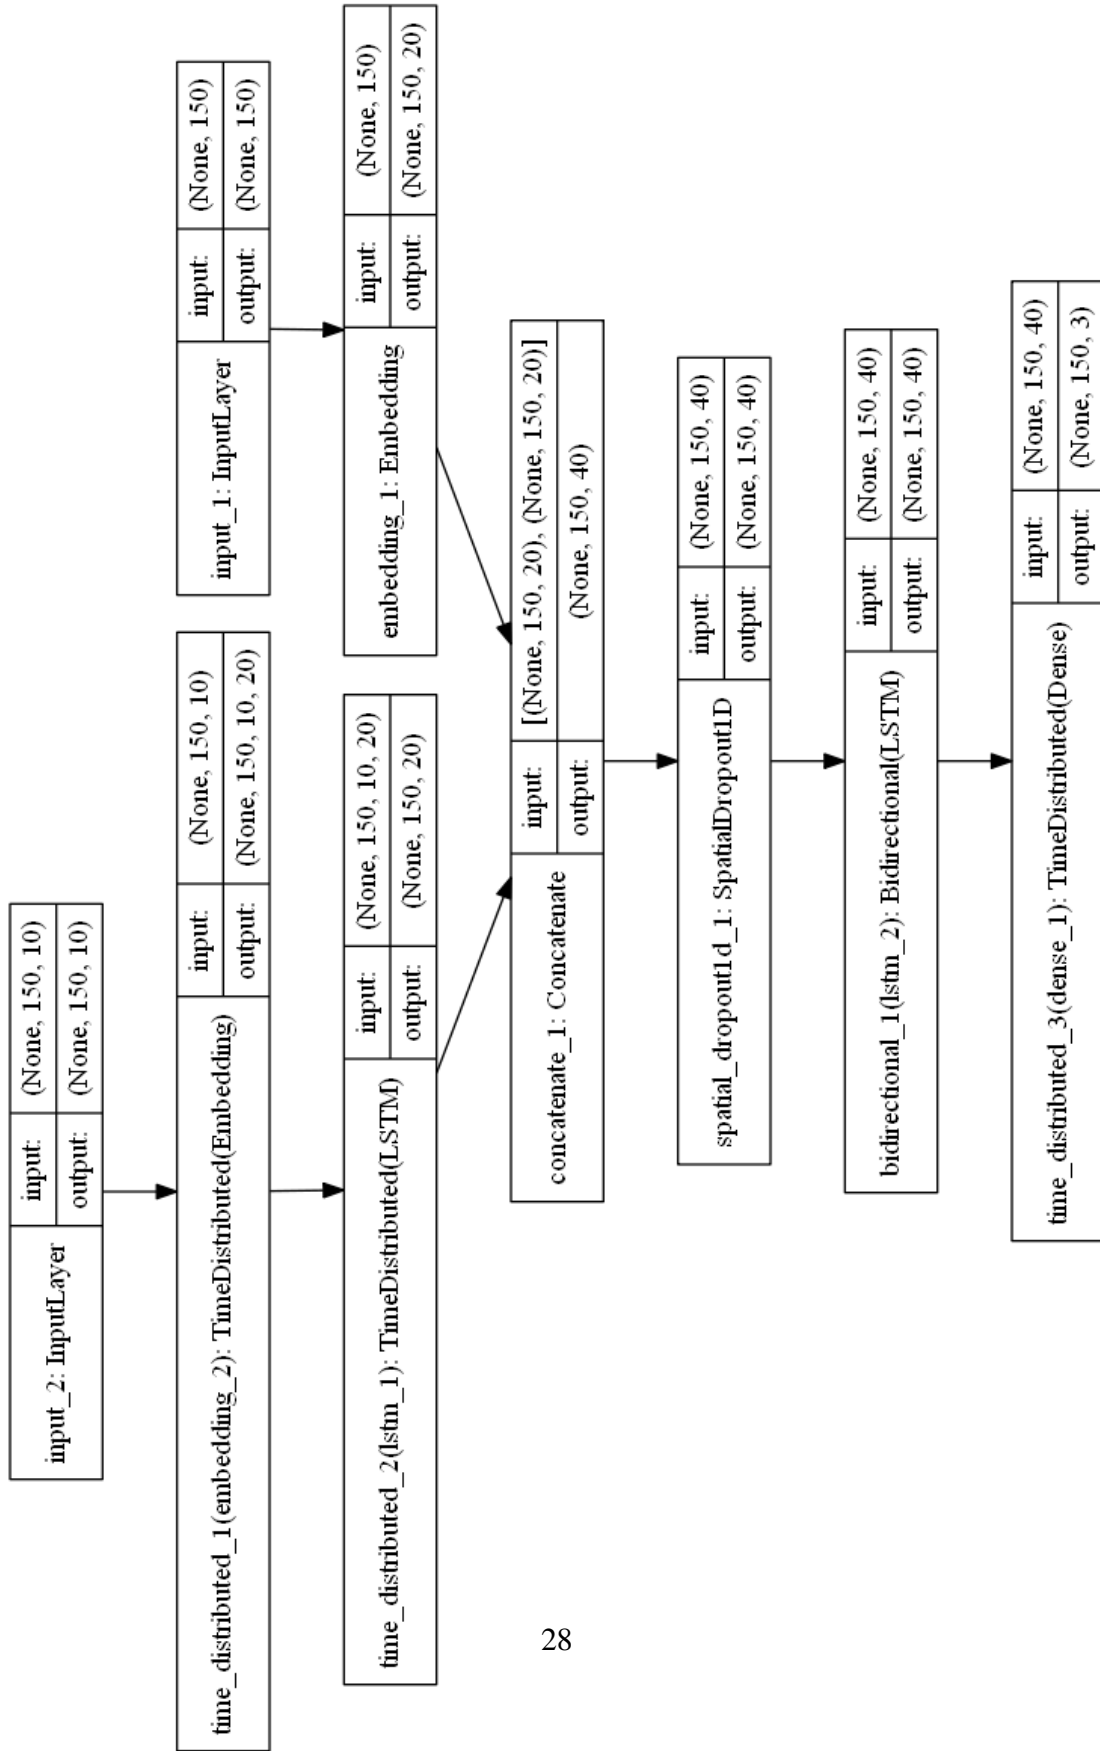 input_2: InputLayer
input: (None, 150, 10)
output: (None, 150, 10)
time_distributed_1(embedding_2): TimeDistributed(Embedding)
input: (None, 150, 10)
output: (None, 150, 10, 20)
input_1: InputLayer
input: (None, 150)
output: (None, 150)
time_distributed_2(lstm_1): TimeDistributed(LSTM)
input: (None, 150, 10, 20)
output: (None, 150, 20)
embedding_1: Embedding
input: (None, 150)
output: (None, 150, 20)
concatenate_1: Concatenate
input: [(None, 150, 20), (None, 150, 20)]
output: (None, 150, 40)
spatial_dropout1d_1: SpatialDropout1D
input: (None, 150, 40)
output: (None, 150, 40)
bidirectional_1(lstm_2): Bidirectional(LSTM)
input: (None, 150, 40)
output: (None, 150, 40)
time_distributed_3(dense_1): TimeDistributed(Dense)
input: (None, 150, 40)
output: (None, 150, 3)
28